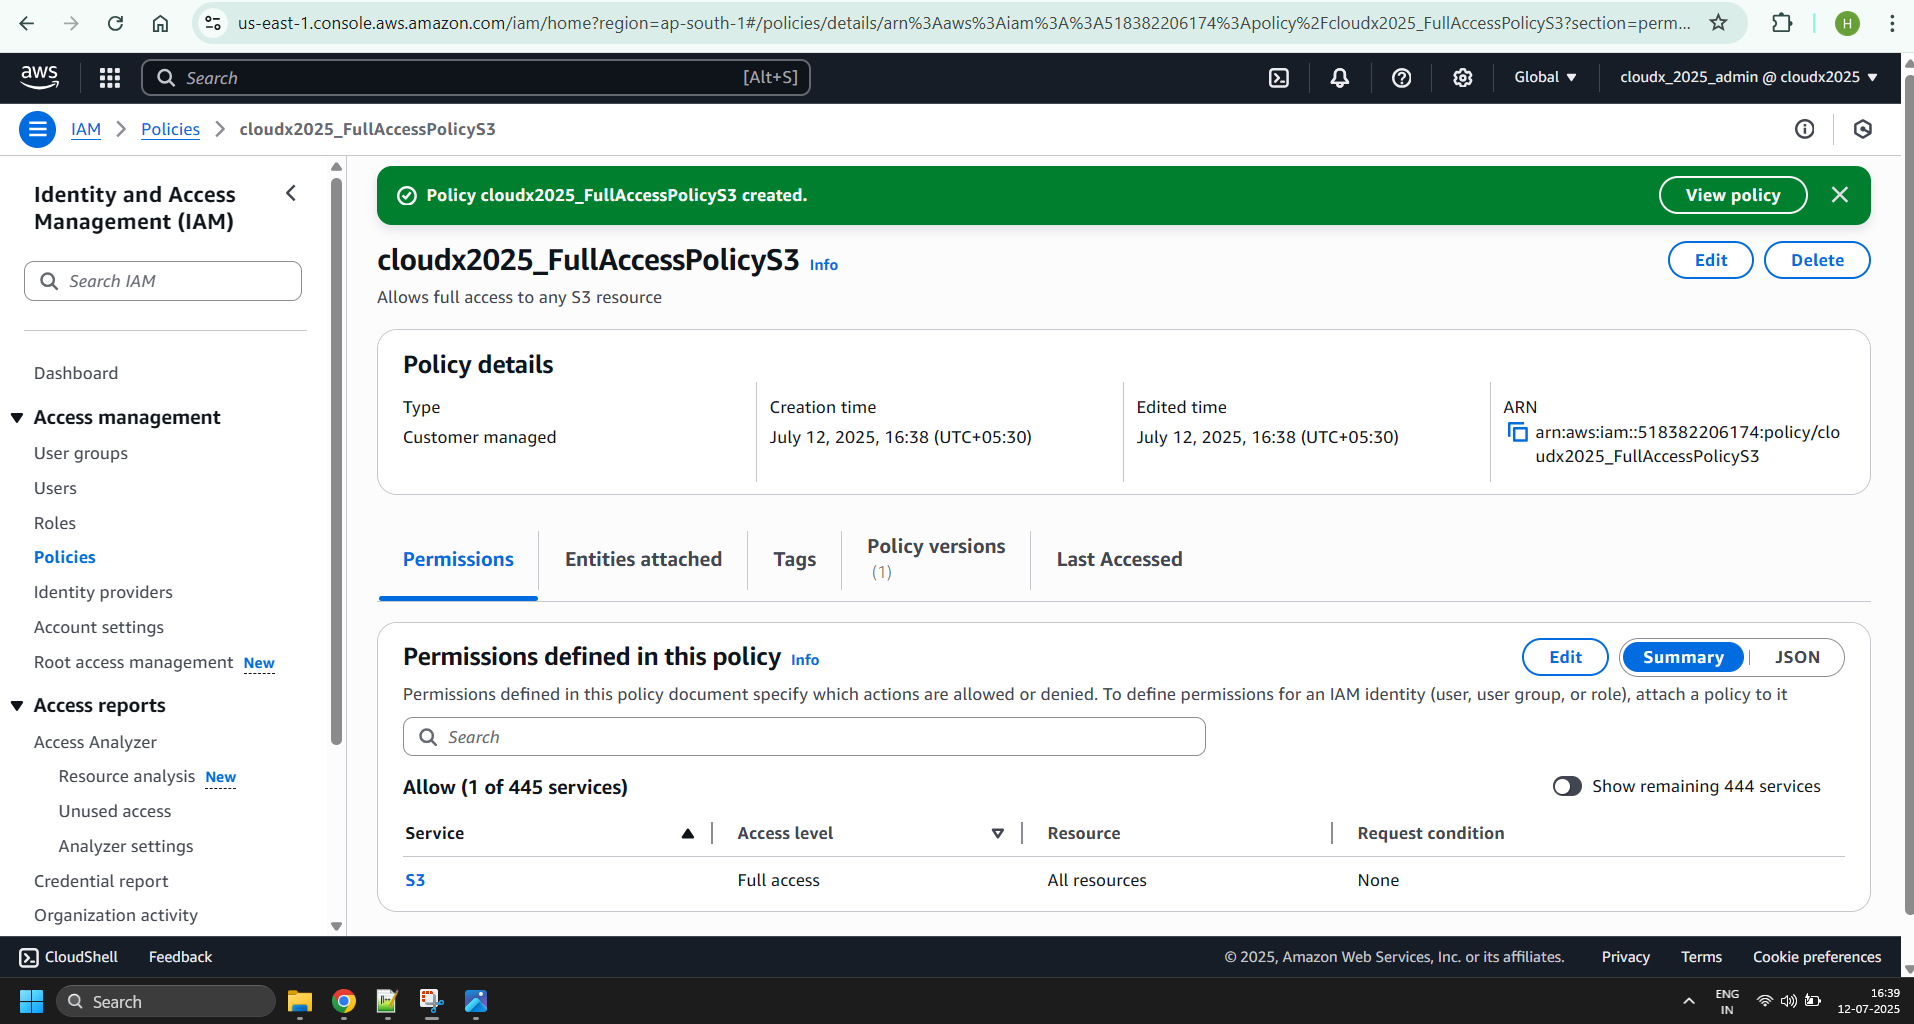 us-east-1.console.aws.amazon.com/iam/home?region=ap-south-1#/policies/details/arn%3Aaws%3Aiam%3A%3A518382206174%3Apolicy%2Fcloudx2025_FullAccessPolicyS3?section=perm...
H
aws
Search
[Alt+S]
Global
cloudx_2025_admin @ cloudx2025
IAM
Policies
cloudx2025_FullAccessPolicyS3
Identity and Access
Management (IAM)
Search IAM
Dashboard
Access management
User groups
Users
Roles
Policies
Identity providers
Account settings
Root access management New
Access reports
Access Analyzer
Resource analysis New
Unused access
Analyzer settings
Credential report
Organization activity
Policy cloudx2025_FullAccessPolicyS3 created.
View policy
cloudx2025_FullAccessPolicyS3 Info
Edit
Delete
Allows full access to any S3 resource
Policy details
Type
Customer managed
Creation time
July 12, 2025, 16:38 (UTC+05:30)
Edited time
July 12, 2025, 16:38 (UTC+05:30)
ARN
arn:aws:iam::518382206174:policy/clo
udx2025_FullAccessPolicyS3
Permissions
Entities attached
Tags
Policy versions
(1)
Last Accessed
Permissions defined in this policy Info
Edit
Summary
JSON
Permissions defined in this policy document specify which actions are allowed or denied. To define permissions for an IAM identity (user, user group, or role), attach a policy to it
Search
Allow (1 of 445 services)
Show remaining 444 services
Service
Access level
Resource
Request condition
S3
Full access
All resources
None
CloudShell
Feedback
© 2025, Amazon Web Services, Inc. or its affiliates.
Privacy
Terms
Cookie preferences
Search
ENG
IN
16:39
12-07-2025